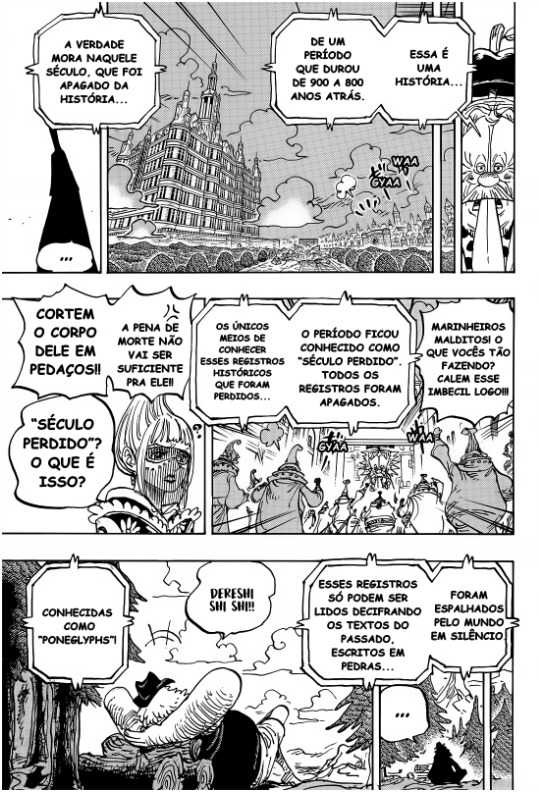 ESSA É
UMA
HISTÓRIA...
DE UM
PERÍODO
QUE DUROU
DE 900 A 800
ANOS ATRÁS.
WAA
GYAA
A VERDADE
MORA NAQUELE
SÉCULO, QUE FOI
APAGADO DA
HISTÓRIA...
...
MARINHEIROS
MALDITOS! O
QUE VOCÊS TÃO
FAZENDO?
CALEM ESSE
IMBECIL LOGO!!!
O PERÍODO FICOU
CONHECIDO COMO
"SÉCULO PERDIDO".
TODOS OS
REGISTROS FORAM
APAGADOS.
WAA
GYAA
OS ÚNICOS
MEIOS DE
CONHECER
ESSES REGISTROS
HISTÓRICOS
QUE FORAM
PERDIDOS...
A PENA DE
MORTE NÃO
VAI SER
SUFICIENTE
PRA ELE!!
CORTEM
O CORPO
DELE EM
PEDAÇOS!!
"SÉCULO
PERDIDO"?
O QUE É
ISSO?
??
FORAM
ESPALHADOS
PELO MUNDO
EM SILÊNCIO.
ESSES REGISTROS
SÓ PODEM SER
LIDOS DECIFRANDO
OS TEXTOS DO
PASSADO,
ESCRITOS EM
PEDRAS...
...
DERESHI
SHI SHI!!
CONHECIDAS
COMO
"PONEGLYPHS"!